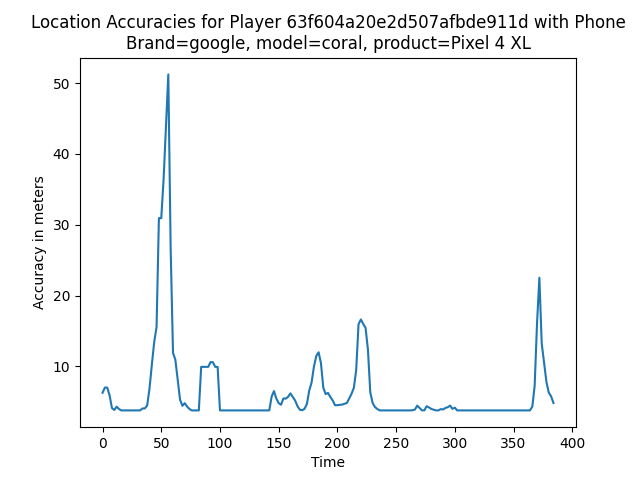 Location Accuracies for Player 63f604a20e2d507afbde911d with Phone
Brand=google, model=coral, product=Pixel 4 XL
50
40
30
20
10
Accuracy in meters
0 50 100 150 200 250 300 350 400
Time